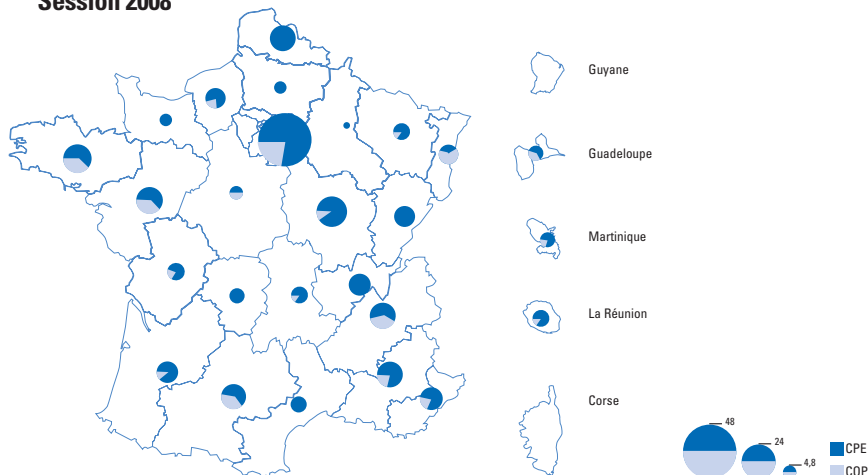 Session 2008
Guyane
Guadeloupe
Martinique
La Réunion
Corse
48
24
4,8
CPE
COP